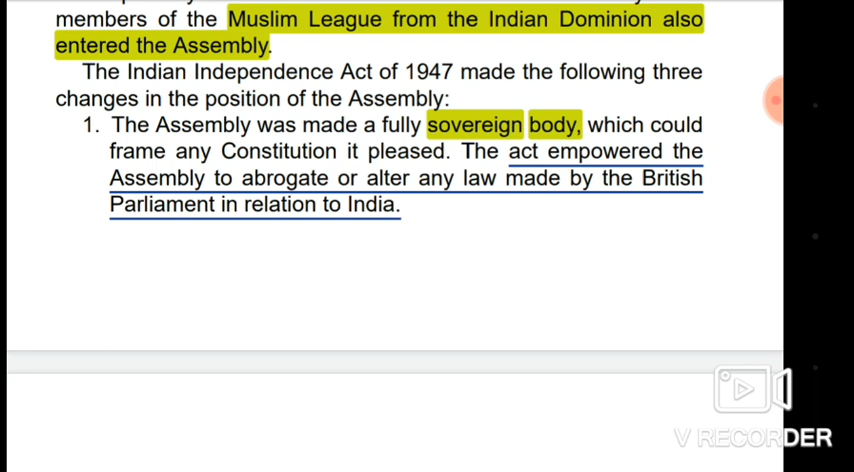 members of the Muslim League from the Indian Dominion also
entered the Assembly.
The Indian Independence Act of 1947 made the following three
changes in the position of the Assembly:
1. The Assembly was made a fully sovereign body, which could
frame any Constitution it pleased. The act empowered the
Assembly to abrogate or alter any law made by the British
Parliament in relation to India.
V RECORDER